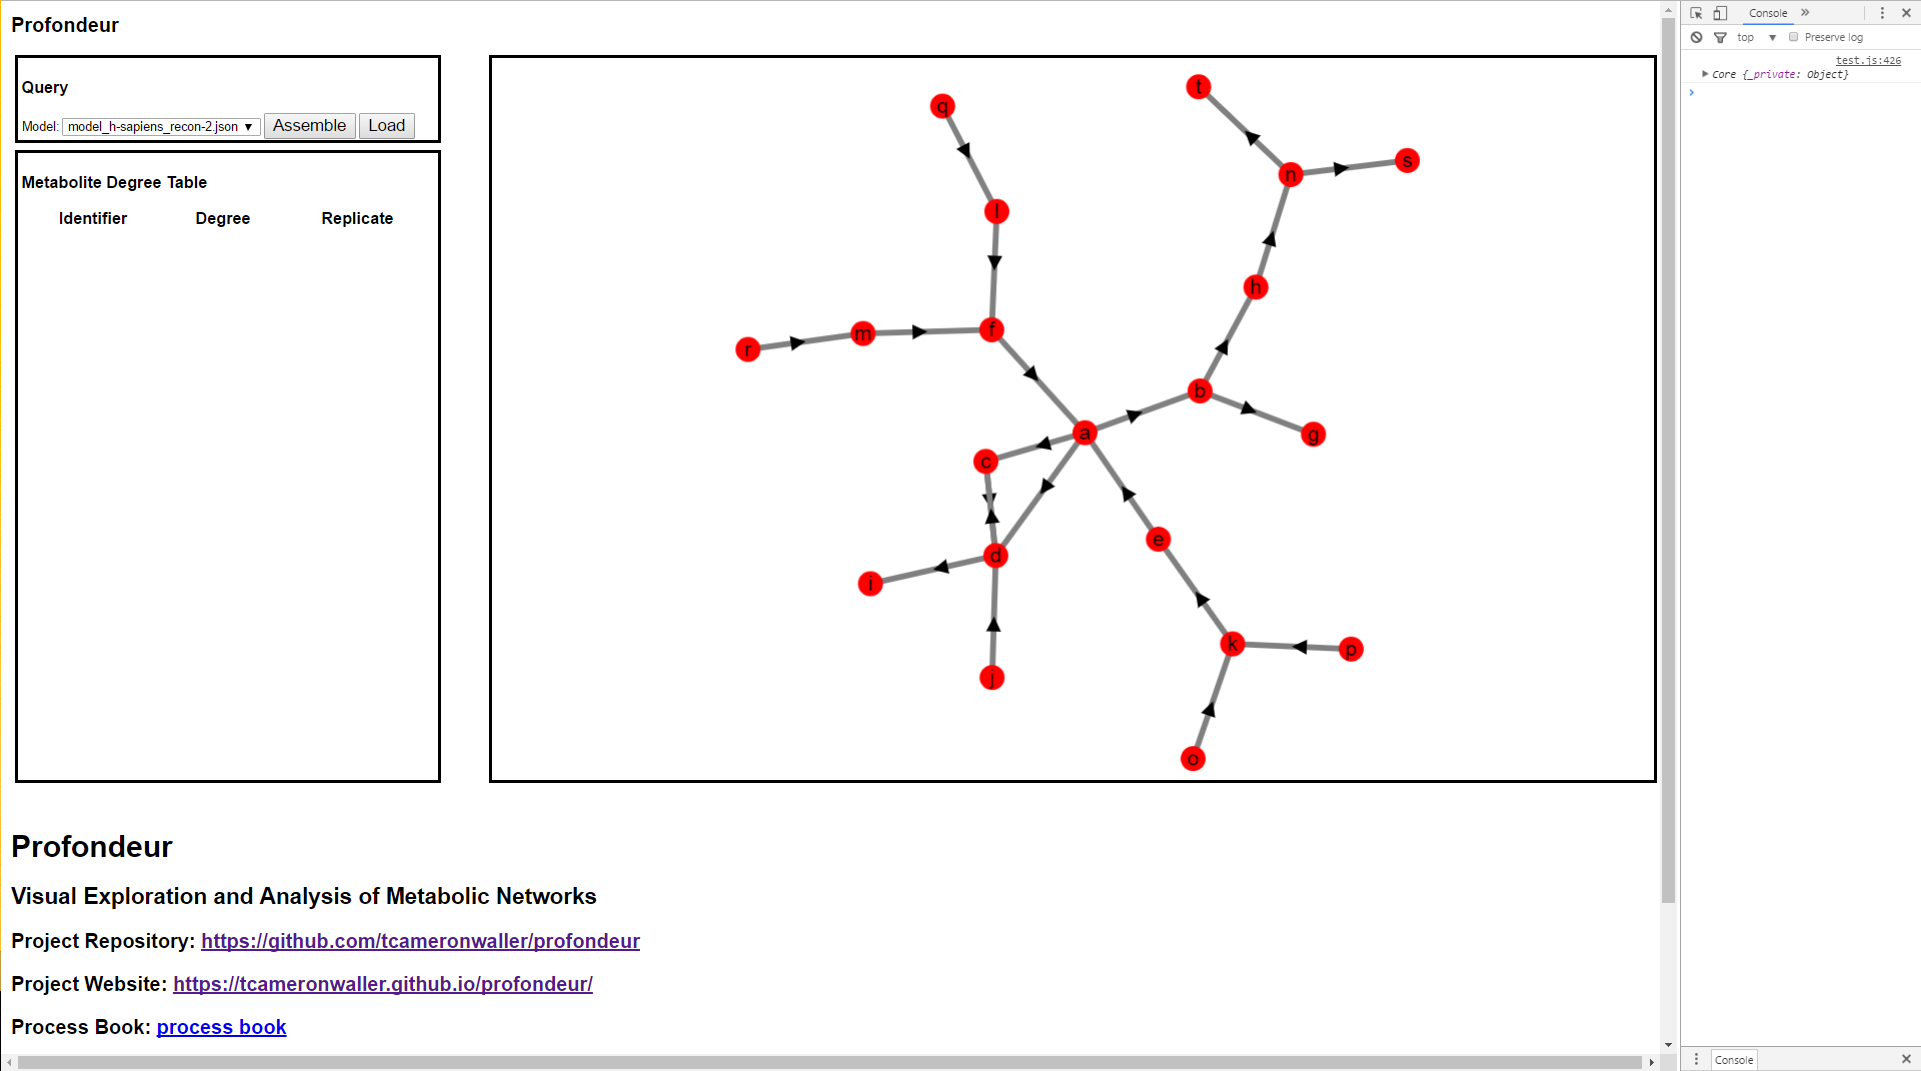 Profondeur
Query
Model: model_h-sapiens_recon-2.json Assemble Load
Metabolite Degree Table
Identifier Degree Replicate
q
t
s
n
l
h
r
m
f
b
a
g
c
e
d
i
k
p
j
o
Profondeur
Visual Exploration and Analysis of Metabolic Networks
Project Repository: https://github.com/tcameronwaller/profondeur
Project Website: https://tcameronwaller.github.io/profondeur/
Process Book: process book
Console
top Preserve log
test.js:426
Core {_private: Object}
Console